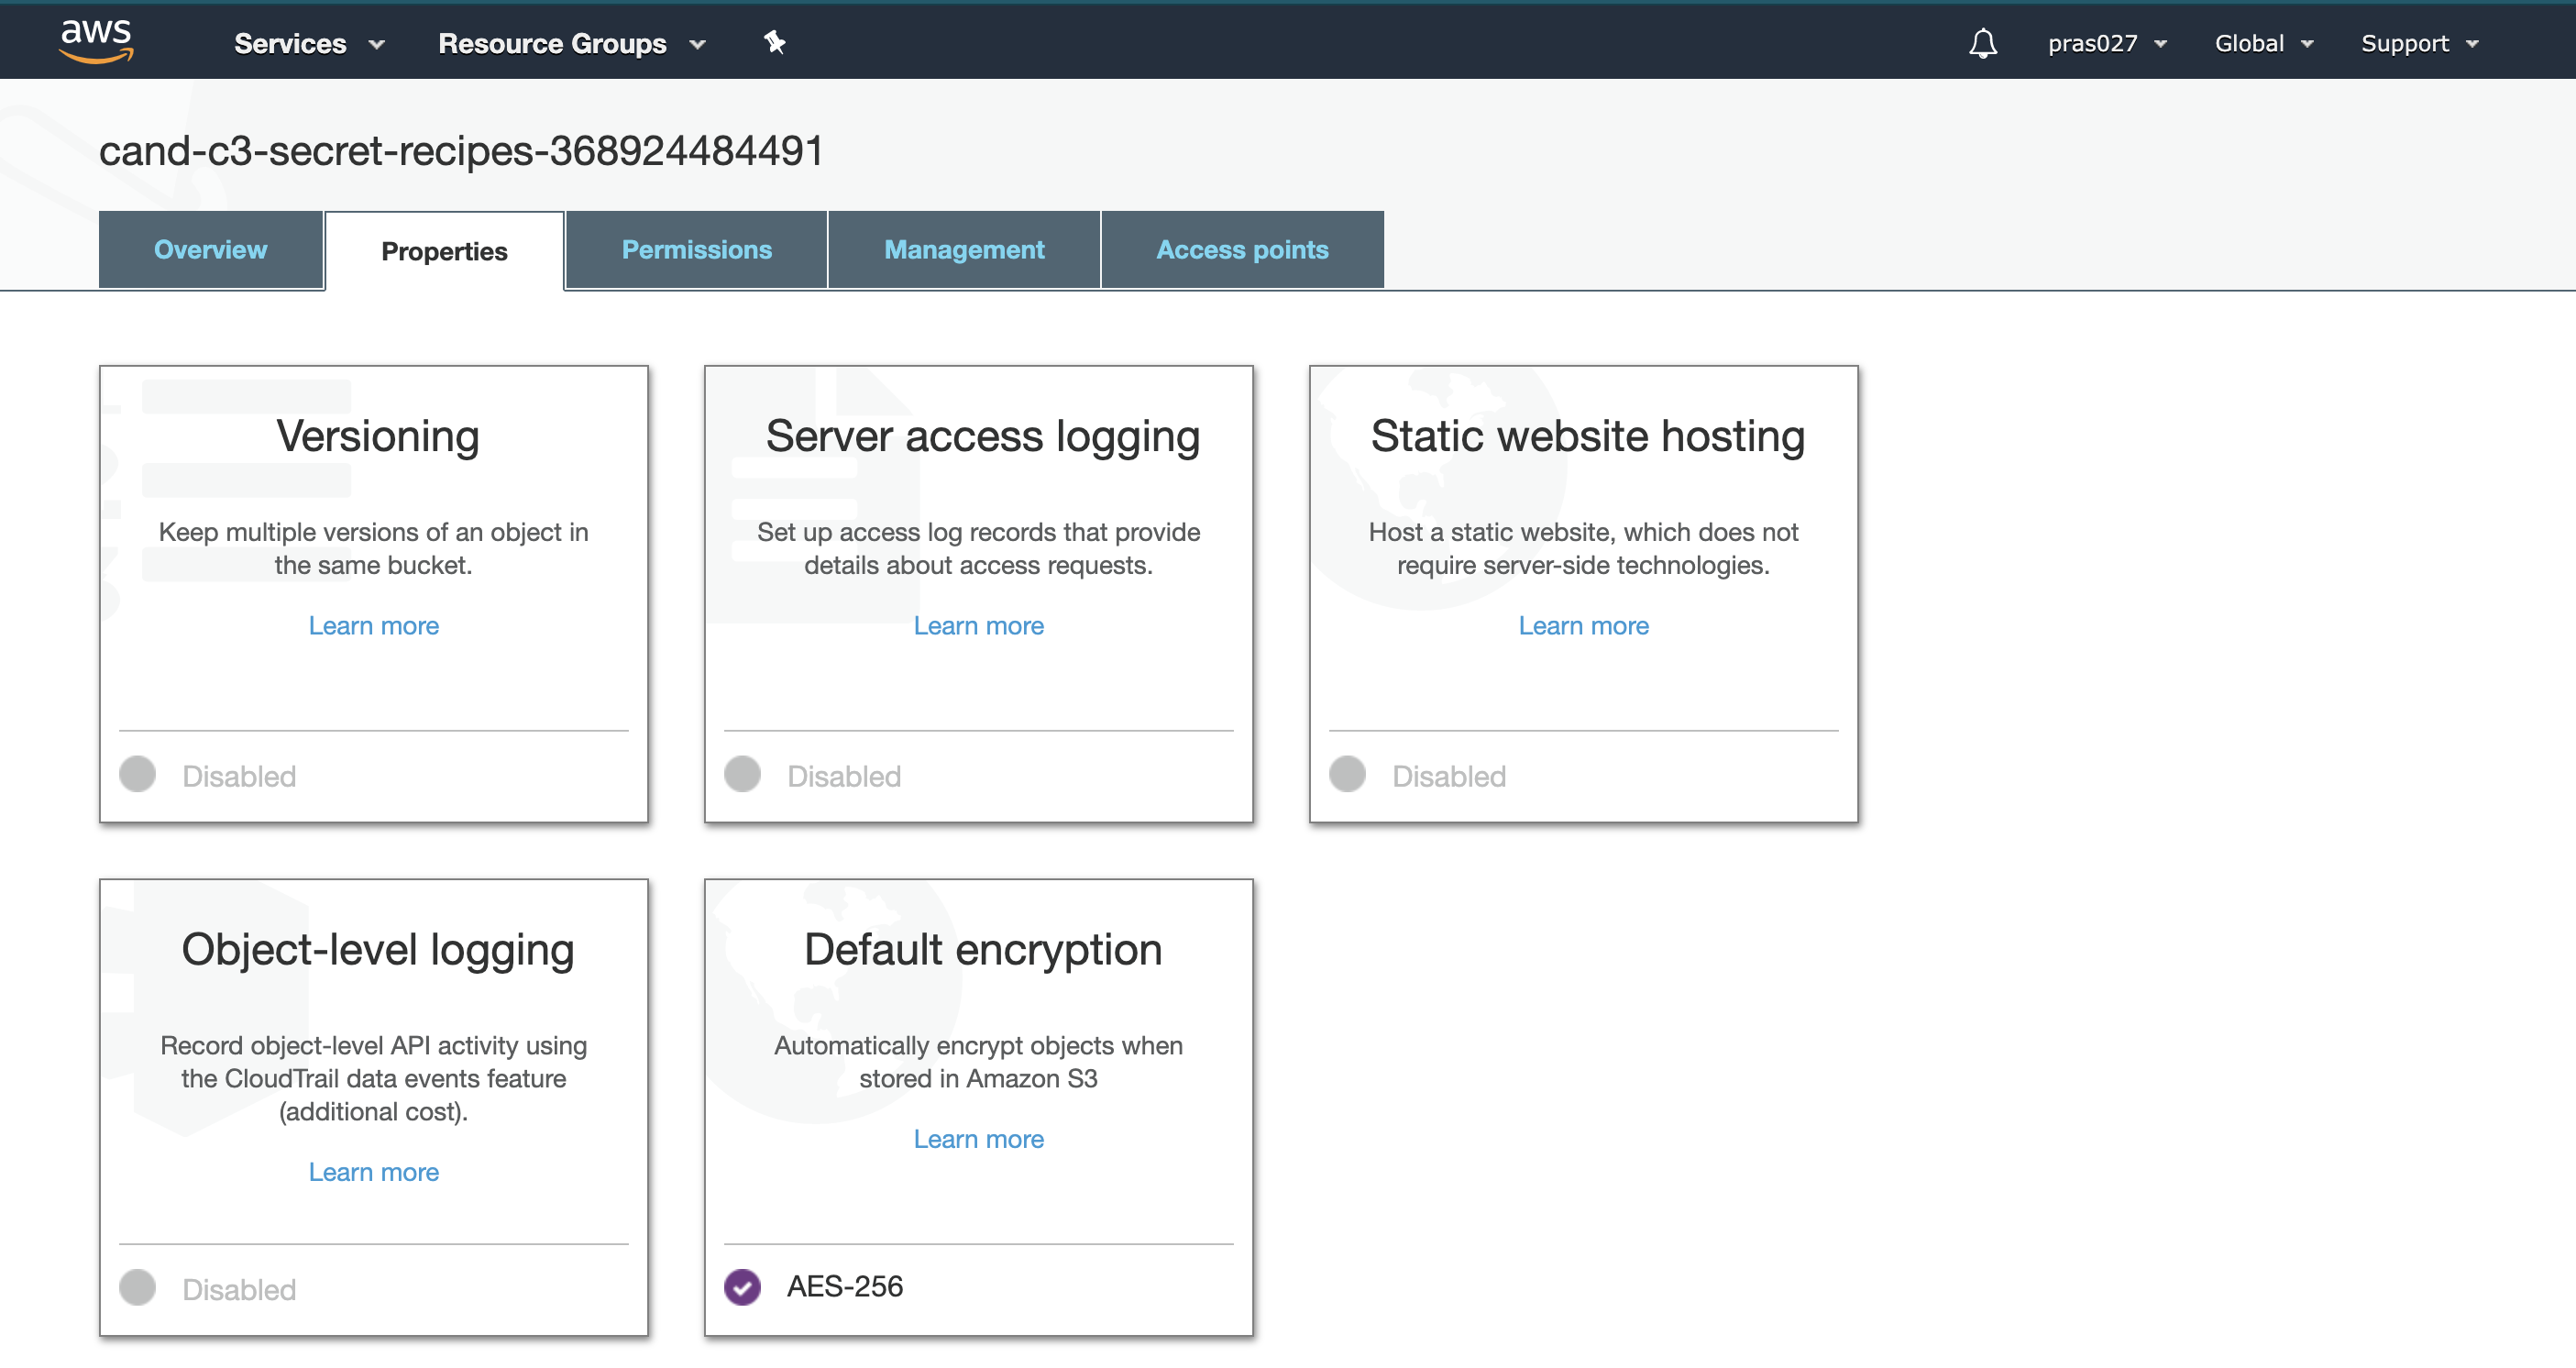 aws Services Resource Groups pras027 Global Support
cand-c3-secret-recipes-368924484491
Overview Properties Permissions Management Access points
Versioning
Keep multiple versions of an object in
the same bucket.
Learn more
Disabled
Server access logging
Set up access log records that provide
details about access requests.
Learn more
Disabled
Static website hosting
Host a static website, which does not
require server-side technologies.
Learn more
Disabled
Object-level logging
Record object-level API activity using
the CloudTrail data events feature
(additional cost).
Learn more
Disabled
Default encryption
Automatically encrypt objects when
stored in Amazon S3
Learn more
AES-256